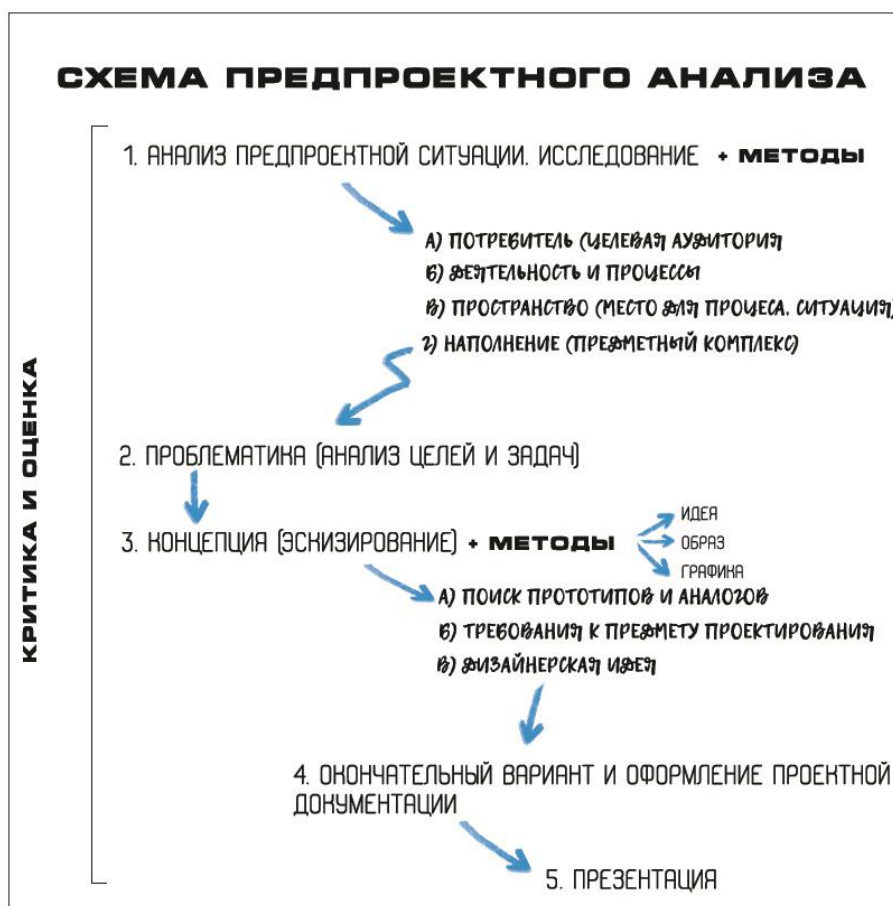 СХЕМА ПРЕДПРОЕКТНОГО АНАЛИЗА
1. АНАЛИЗ ПРЕДПРОЕКТНОЙ СИТУАЦИИ. ИССЛЕДОВАНИЕ + МЕТОДЫ
А) ПОТРЕБИТЕЛЬ (ЦЕЛЕВАЯ АУДИТОРИЯ
Б) ДЕЯТЕЛЬНОСТЬ И ПРОЦЕССЫ
В) ПРОСТРАНСТВО (МЕСТО ДЛЯ ПРОЦЕСА. СИТУАЦИЯ)
Г) НАПОЛНЕНИЕ (ПРЕДМЕТНЫЙ КОМПЛЕКС)
КРИТИКА И ОЦЕНКА
2. ПРОБЛЕМАТИКА (АНАЛИЗ ЦЕЛЕЙ И ЗАДАЧ)
3. КОНЦЕПЦИЯ (ЭСКИЗИРОВАНИЕ) + МЕТОДЫ
ИДЕЯ
ОБРАЗ
ГРАФИКА
А) ПОИСК ПРОТОТИПОВ И АНАЛОГОВ
Б) ТРЕБОВАНИЯ К ПРЕДМЕТУ ПРОЕКТИРОВАНИЯ
В) ДИЗАЙНЕРСКАЯ ИДЕЯ
4. ОКОНЧАТЕЛЬНЫЙ ВАРИАНТ И ОФОРМЛЕНИЕ ПРОЕКТНОЙ
ДОКУМЕНТАЦИИ
5. ПРЕЗЕНТАЦИЯ